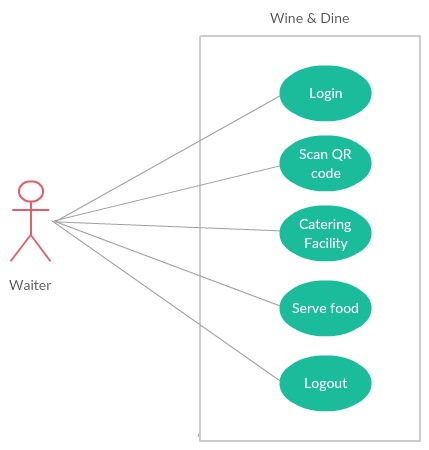 Wine & Dine
Login
Scan QR
code
Catering
Facility
Waiter
Serve food
Logout